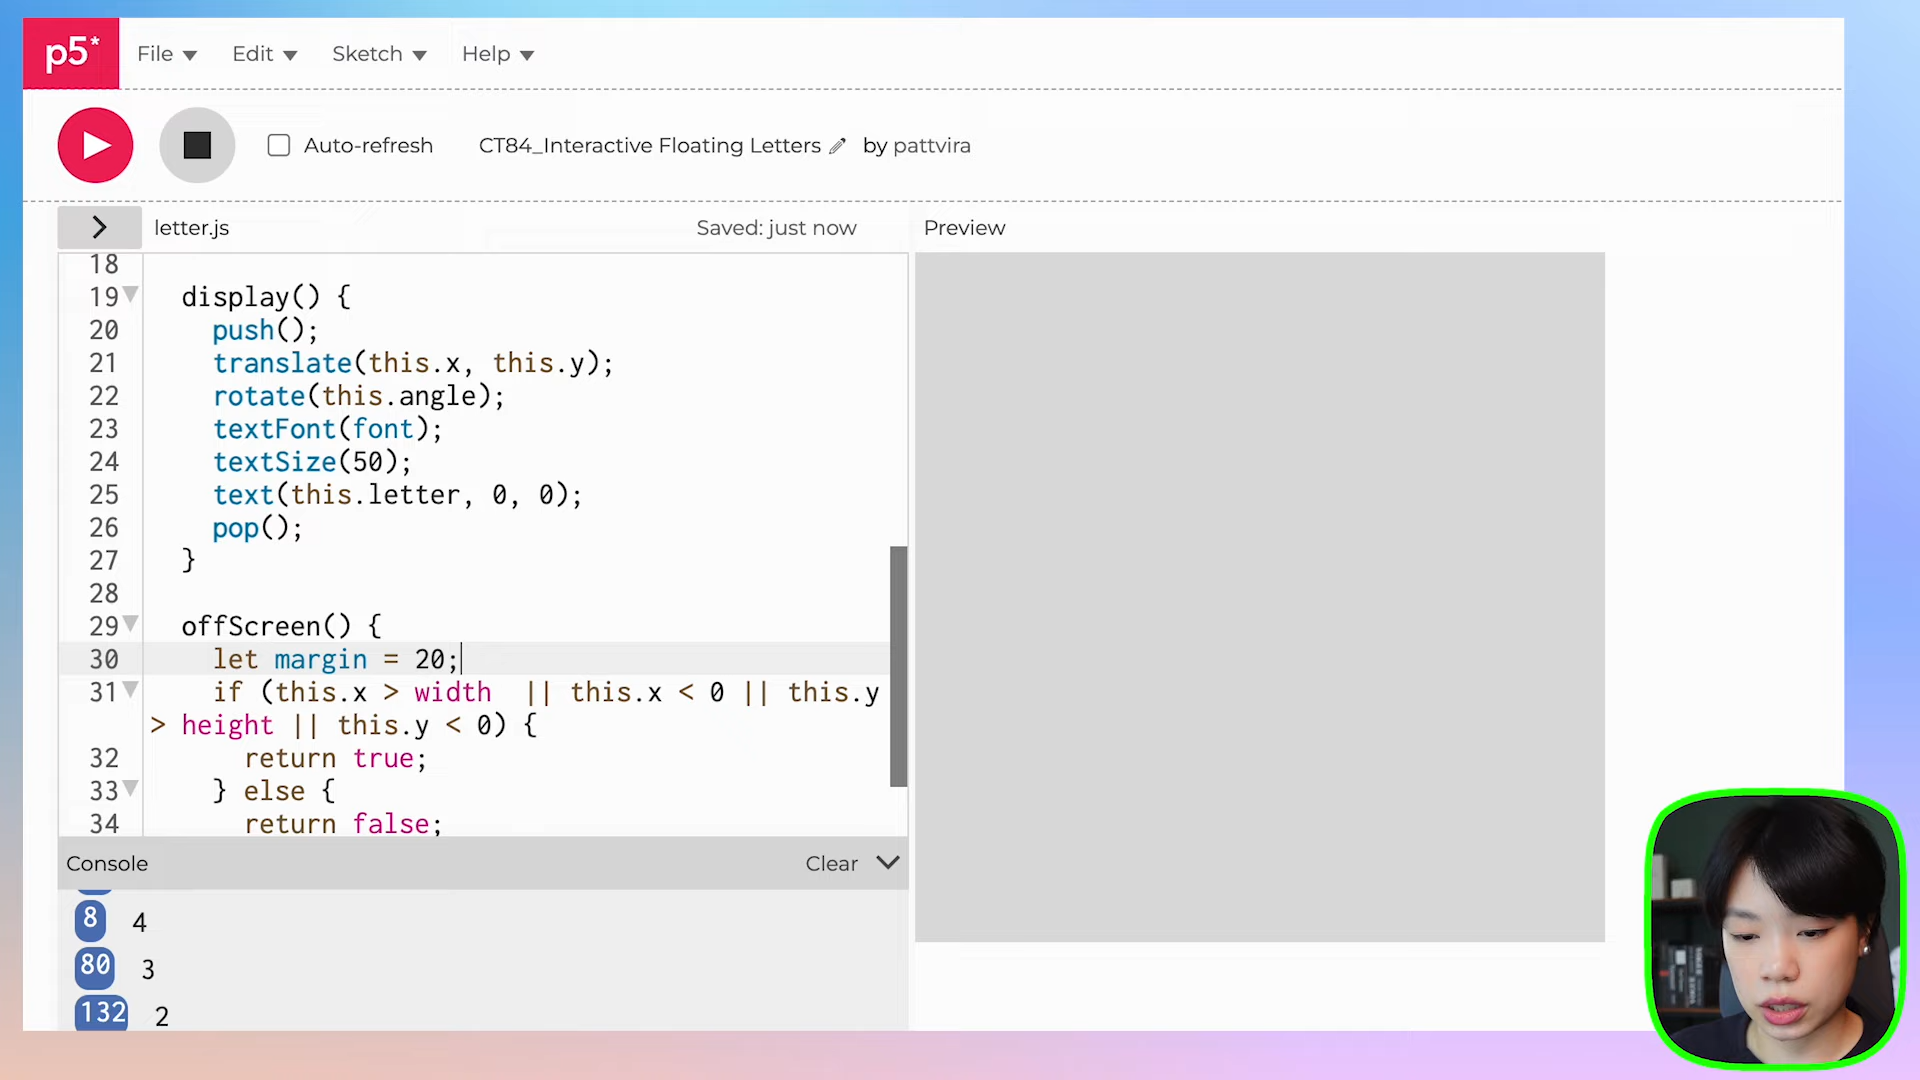 p5* File Edit Sketch Help
Auto-refresh CT84_Interactive Floating Letters by pattvira
letter.js Saved: just now Preview
18
19 display() {
20 push();
21 translate(this.x, this.y);
22 rotate(this.angle);
23 textFont(font);
24 textSize(50);
25 text(this.letter, 0, 0);
26 pop();
27 }
28
29 offScreen() {
30 let margin = 20;
31 if (this.x > width  || this.x < 0 || this.y
> height || this.y < 0) {
32 return true;
33 } else {
34 return false;
Console Clear
8 4
80 3
132 2